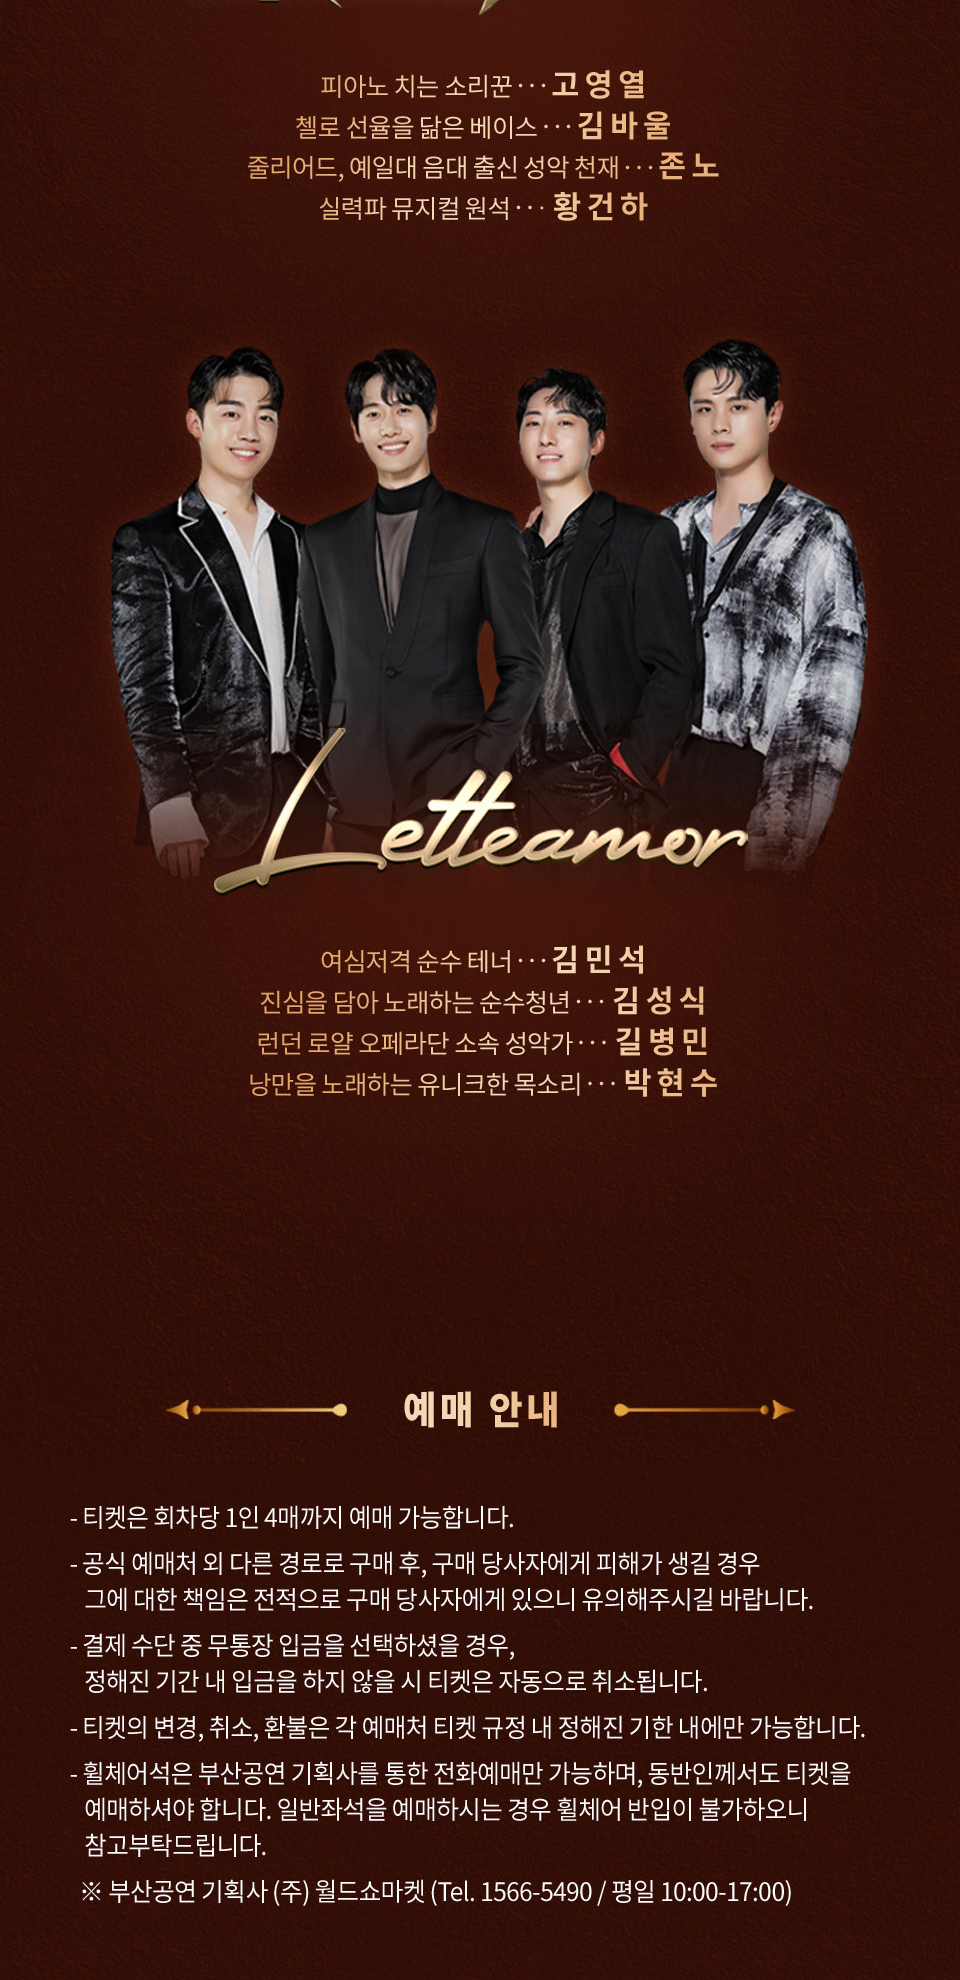 피아노 치는 소리꾼 · · · 고영열
첼로 선율을 닮은 베이스 · · · 김바울
줄리어드, 예일대 음대 출신 성악 천재 · · · 존노
실력파 뮤지컬 원석 · · · 황건하
Letteamor
여심저격 순수 테너 · · · 김민석
진심을 담아 노래하는 순수청년 · · · 김성식
런던 로얄 오페라단 소속 성악가 · · · 길병민
낭만을 노래하는 유니크한 목소리 · · · 박현수
예매 안내
- 티켓은 회차당 1인 4매까지 예매 가능합니다.
- 공식 예매처 외 다른 경로로 구매 후, 구매 당사자에게 피해가 생길 경우
그에 대한 책임은 전적으로 구매 당사자에게 있으니 유의해주시길 바랍니다.
- 결제 수단 중 무통장 입금을 선택하셨을 경우,
정해진 기간 내 입금을 하지 않을 시 티켓은 자동으로 취소됩니다.
- 티켓의 변경, 취소, 환불은 각 예매처 티켓 규정 내 정해진 기한 내에만 가능합니다.
- 휠체어석은 부산공연 기획사를 통한 전화예매만 가능하며, 동반인께서도 티켓을
예매하셔야 합니다. 일반좌석을 예매하시는 경우 휠체어 반입이 불가하오니
참고부탁드립니다.
※ 부산공연 기획사 (주) 월드쇼마켓 (Tel. 1566-5490 / 평일 10:00-17:00)